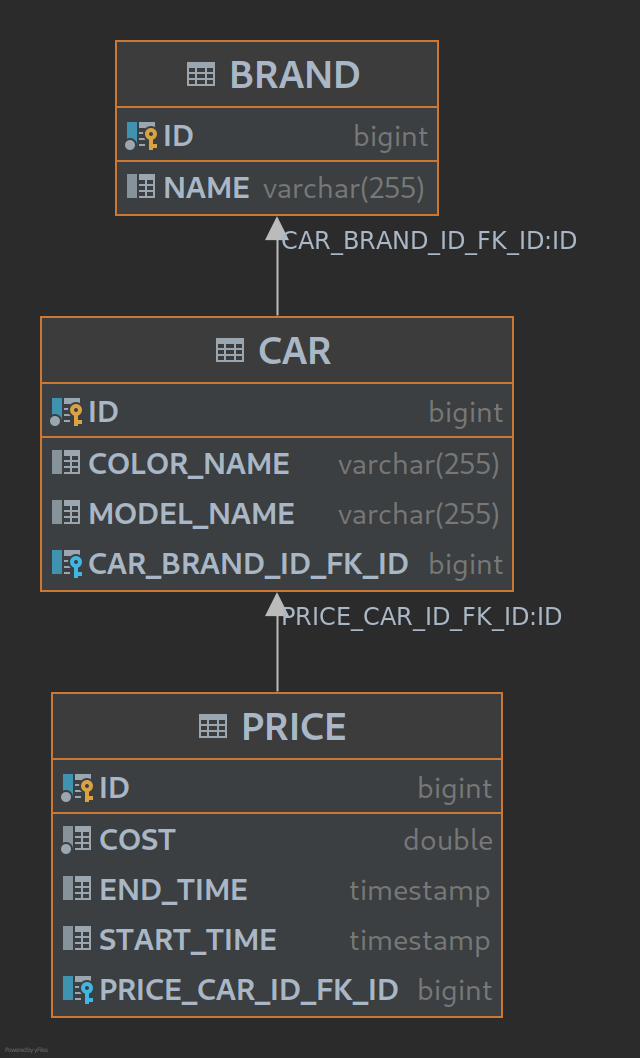 BRAND
ID bigint
NAME varchar(255)
CAR_BRAND_ID_FK_ID:ID
CAR
ID bigint
COLOR_NAME varchar(255)
MODEL_NAME varchar(255)
CAR_BRAND_ID_FK_ID bigint
PRICE_CAR_ID_FK_ID:ID
PRICE
ID bigint
COST double
END_TIME timestamp
START_TIME timestamp
PRICE_CAR_ID_FK_ID bigint
Powered by yFiles